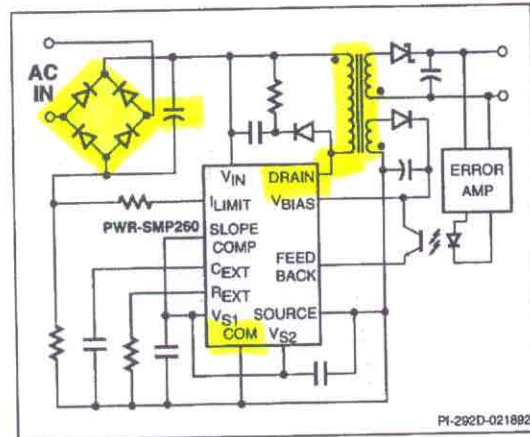 AC
IN
VIN
DRAIN
ILIMIT
VBIAS
PWR-SMP260
SLOPE
COMP
ERROR
AMP
CEXT
FEED
BACK
REXT
VS1
SOURCE
COM
VS2
PI-292D-021892